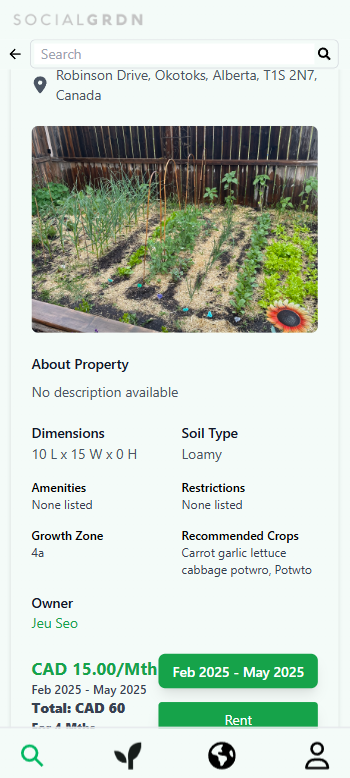 SOCIALGRDN
Search
Robinson Drive, Okotoks, Alberta, T1S 2N7,
Canada
About Property
No description available
Dimensions
Soil Type
10 L x 15 W x 0 H
Loamy
Amenities
Restrictions
None listed
None listed
Growth Zone
Recommended Crops
4a
Carrot garlic lettuce
cabbage potwro, Potwto
Owner
Jeu Seo
CAD 15.00/Mth
Feb 2025 - May 2025
Feb 2025 - May 2025
Total: CAD 60
Rent
For 4 Mths